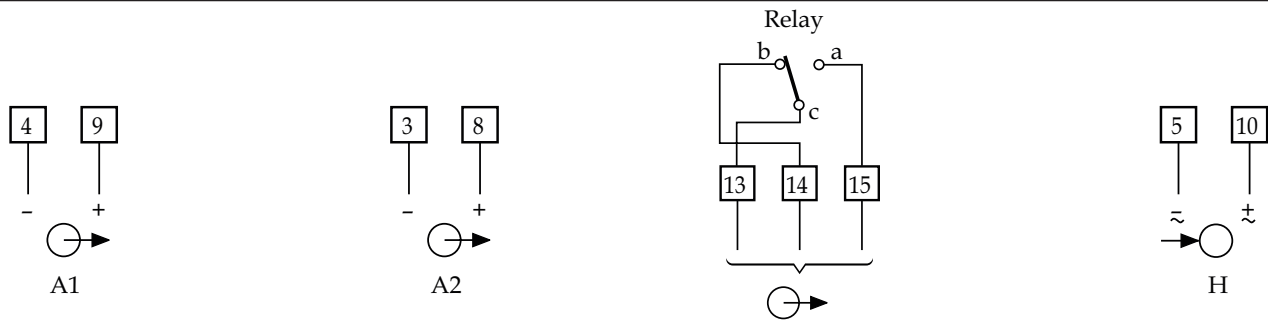 Relay
b a
c
4 9
3 8
5 10
13 14 15
– +
– +
– +
~ ~
A1
A2
H